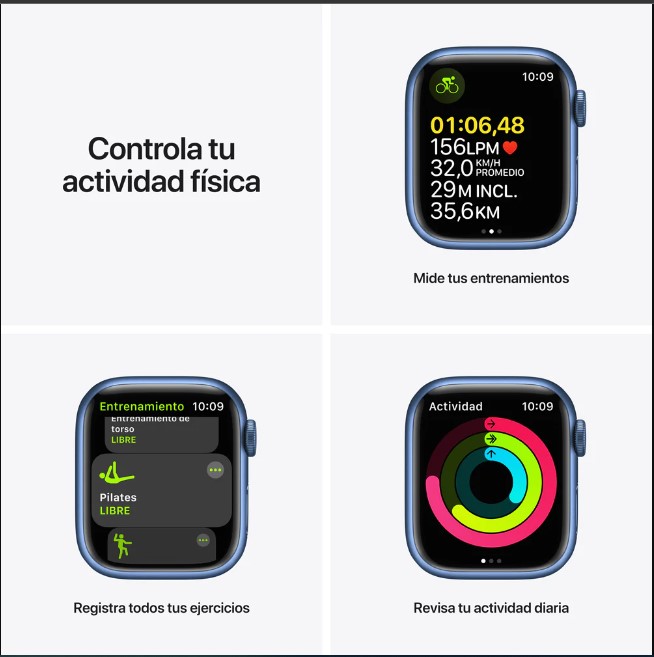 Controla tu
actividad física
10:09
01:06,48
156LPM
32,0 KM/H
PROMEDIO
29M INCL.
35,6KM
Mide tus entrenamientos
Entrenamiento 10:09
Entrenamiento de
torso
LIBRE
Pilates
LIBRE
Registra todos tus ejercicios
Actividad 10:09
Revisa tu actividad diaria